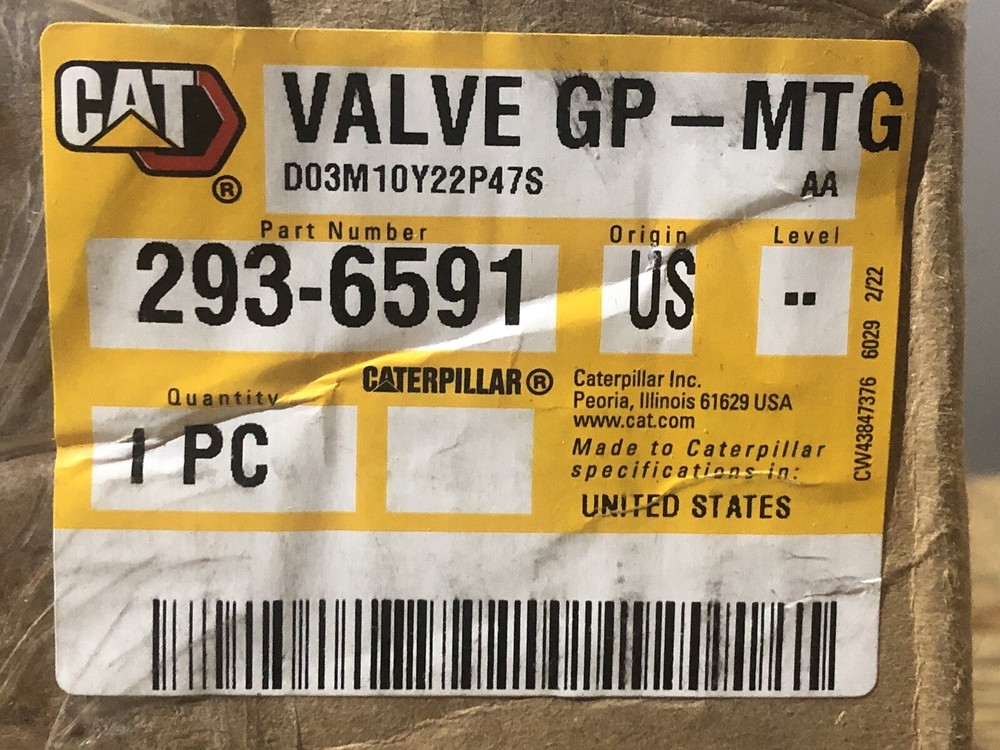 CAT
®
VALVE GP-MTG
D03M10Y22P47S AA
Part Number Origin Level
293-6591 US --
Quantity
1 PC
CATERPILLAR®
Caterpillar Inc.
Peoria, Illinois 61629 USA
www.cat.com
Made to Caterpillar
specifications in:
UNITED STATES
CW43847376 6029 2/22